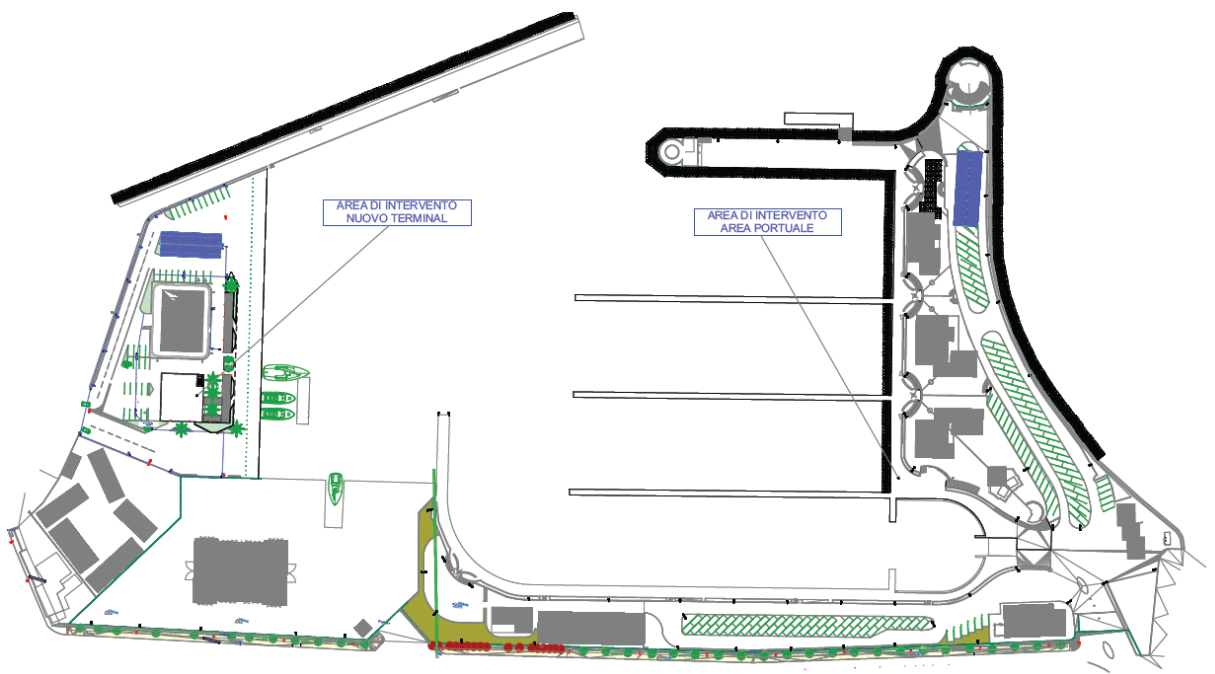 AREA DI INTERVENTO
NUOVO TERMINAL
AREA DI INTERVENTO
AREA PORTUALE